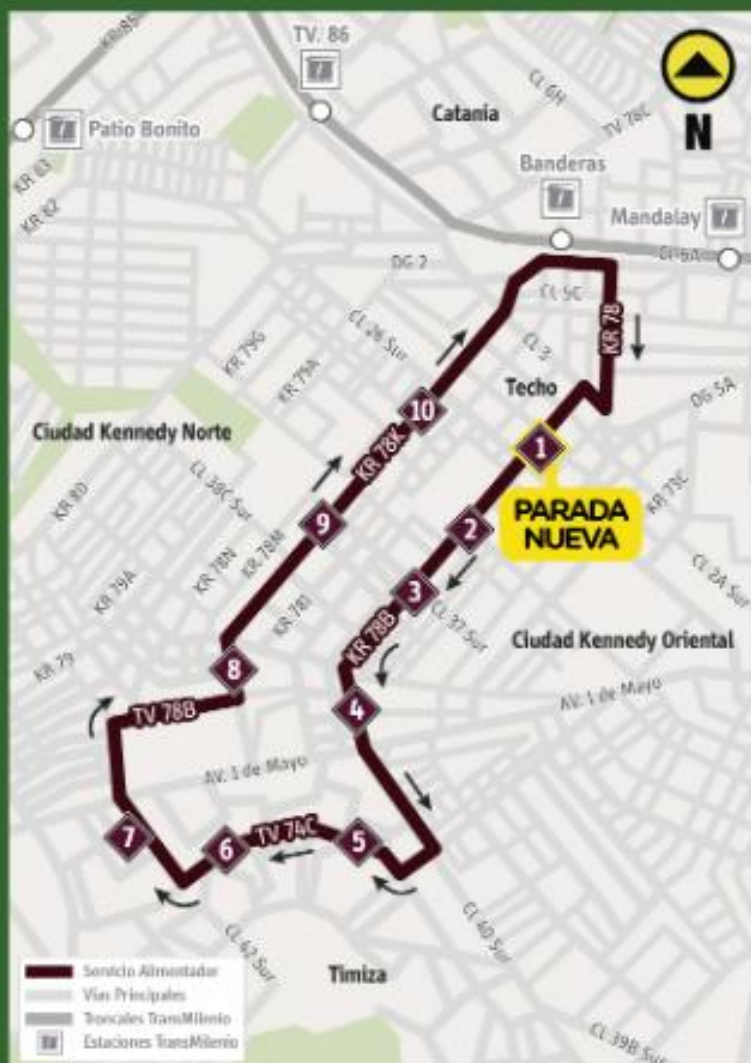 KR 85
TV. 86
CL 6H
Catania
TV 78C
N
Patio Bonito
Banderas
KR 83
Mandalay
KR 82
CL 6A
DG 2
CL 5C
KR 78
CL 26 Sur
CL 3
KR 79G
KR 79A
Techo
DG 5A
10
Ciudad Kennedy Norte
1
KR 78K
KR 73C
CL 38C Sur
PARADA
NUEVA
KR 80
9
2
KR 78M
KR 78N
CL 2A Sur
3
KR 79A
KR 78I
CL 37 Sur
KR 78B
Ciudad Kennedy Oriental
KR 79
8
AV. 1 de Mayo
4
TV 78B
AV. 1 de Mayo
7
TV 74C
5
6
CL 42 Sur
CL 40 Sur
Timiza
Servicio Alimentador
Vías Principales
Troncales TransMilenio
Estaciones TransMilenio
CL 39B Sur